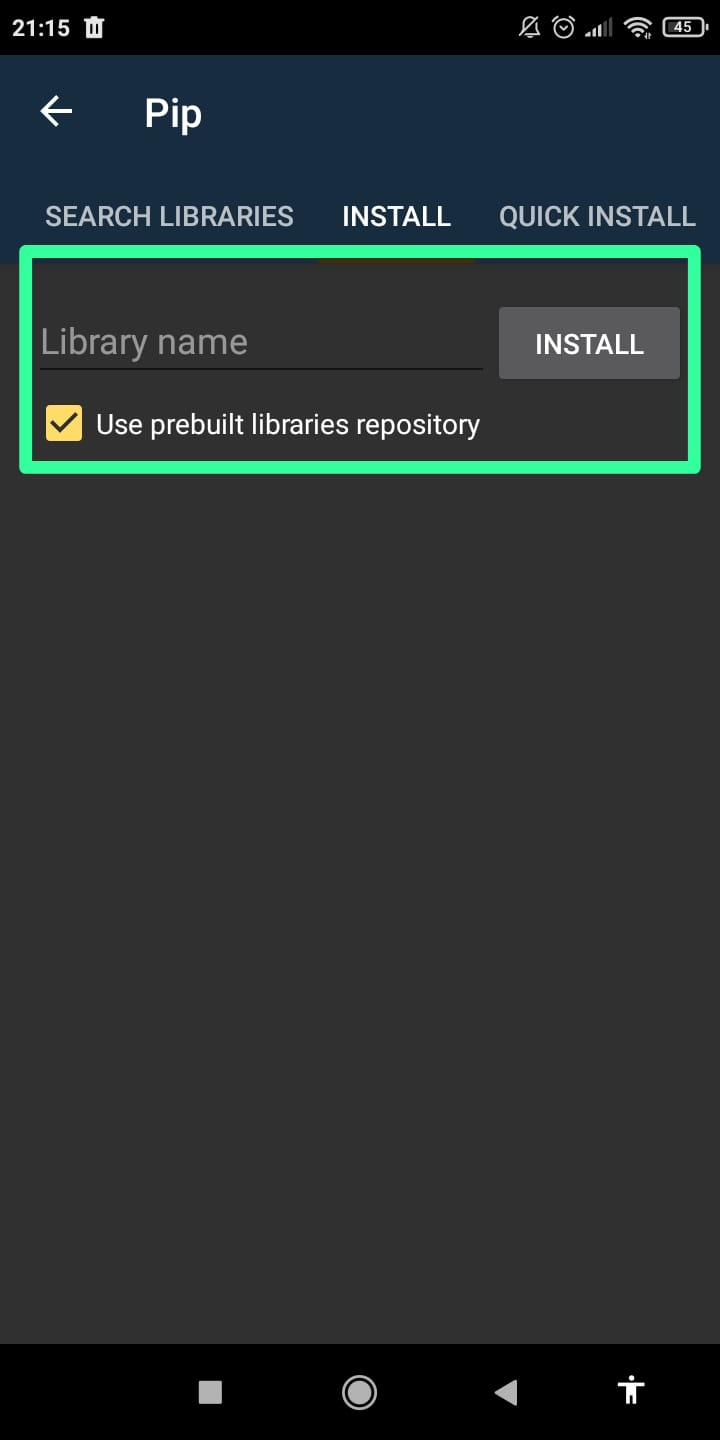 21:15
45
Pip
SEARCH LIBRARIES INSTALL QUICK INSTALL
Library name INSTALL
Use prebuilt libraries repository